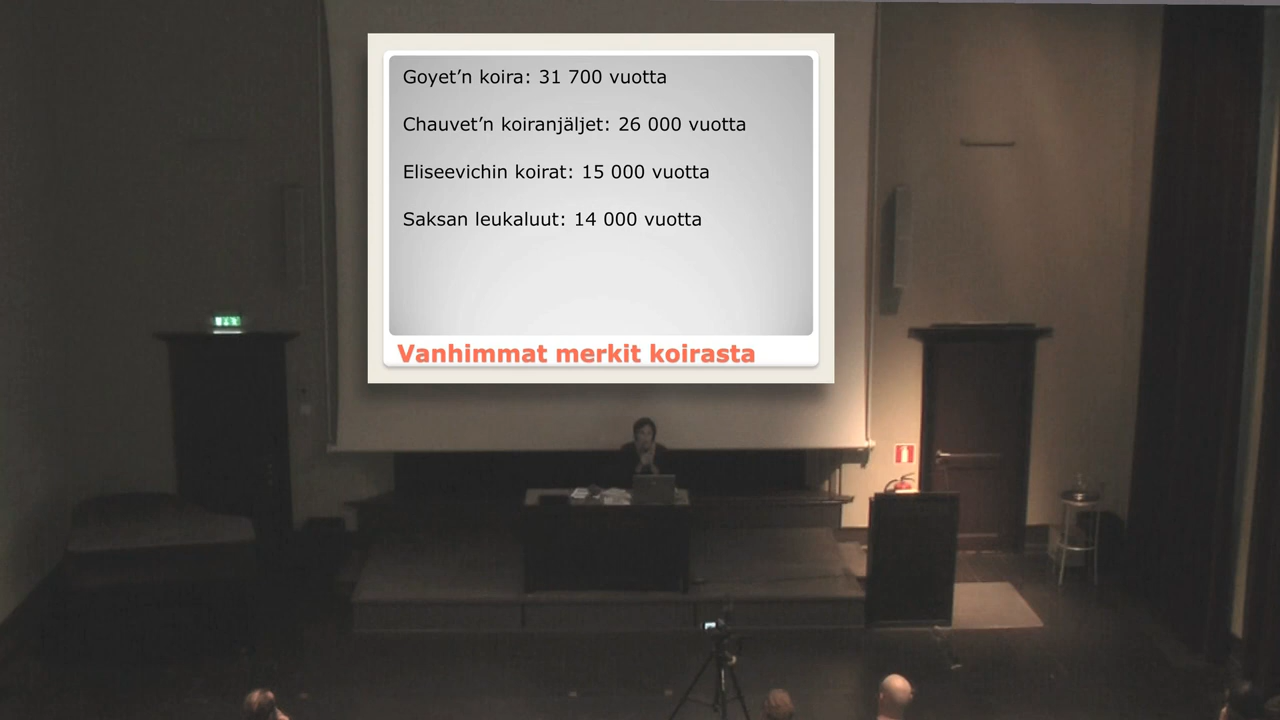 Goyet’n koira: 31 700 vuotta
Chauvet’n koiranjäljet: 26 000 vuotta
Eliseevichin koirat: 15 000 vuotta
Saksan leukaluut: 14 000 vuotta
Vanhimmat merkit koirasta